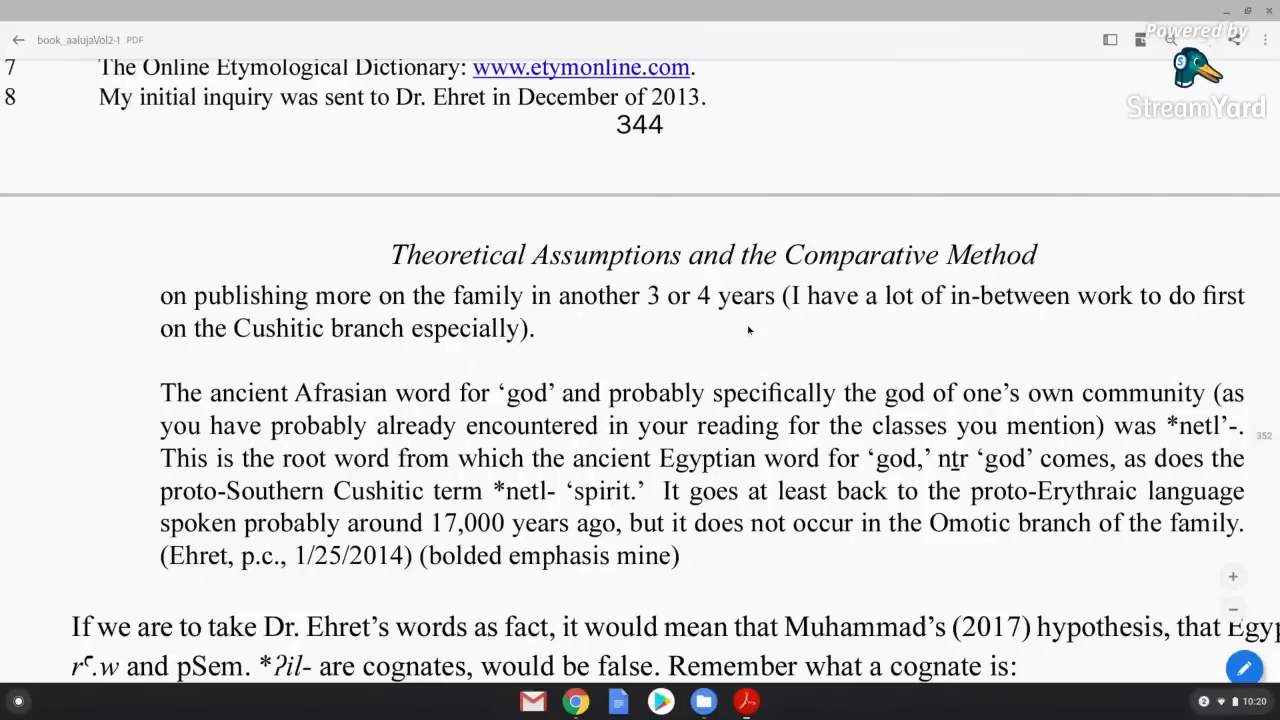 book_aalujaVol2-1 PDF
Powered by
StreamYard
7 The Online Etymological Dictionary: www.etymonline.com.
8 My initial inquiry was sent to Dr. Ehret in December of 2013.
344
Theoretical Assumptions and the Comparative Method
on publishing more on the family in another 3 or 4 years (I have a lot of in-between work to do first
on the Cushitic branch especially).
The ancient Afrasian word for ‘god’ and probably specifically the god of one’s own community (as
you have probably already encountered in your reading for the classes you mention) was *netl’-.
This is the root word from which the ancient Egyptian word for ‘god,’ nṯr ‘god’ comes, as does the
proto-Southern Cushitic term *netl- ‘spirit.’ It goes at least back to the proto-Erythraic language
spoken probably around 17,000 years ago, but it does not occur in the Omotic branch of the family.
(Ehret, p.c., 1/25/2014) (bolded emphasis mine)
352
If we are to take Dr. Ehret’s words as fact, it would mean that Muhammad’s (2017) hypothesis, that Egyp
rˤ.w and pSem. *ʔil- are cognates, would be false. Remember what a cognate is:
2
10:20